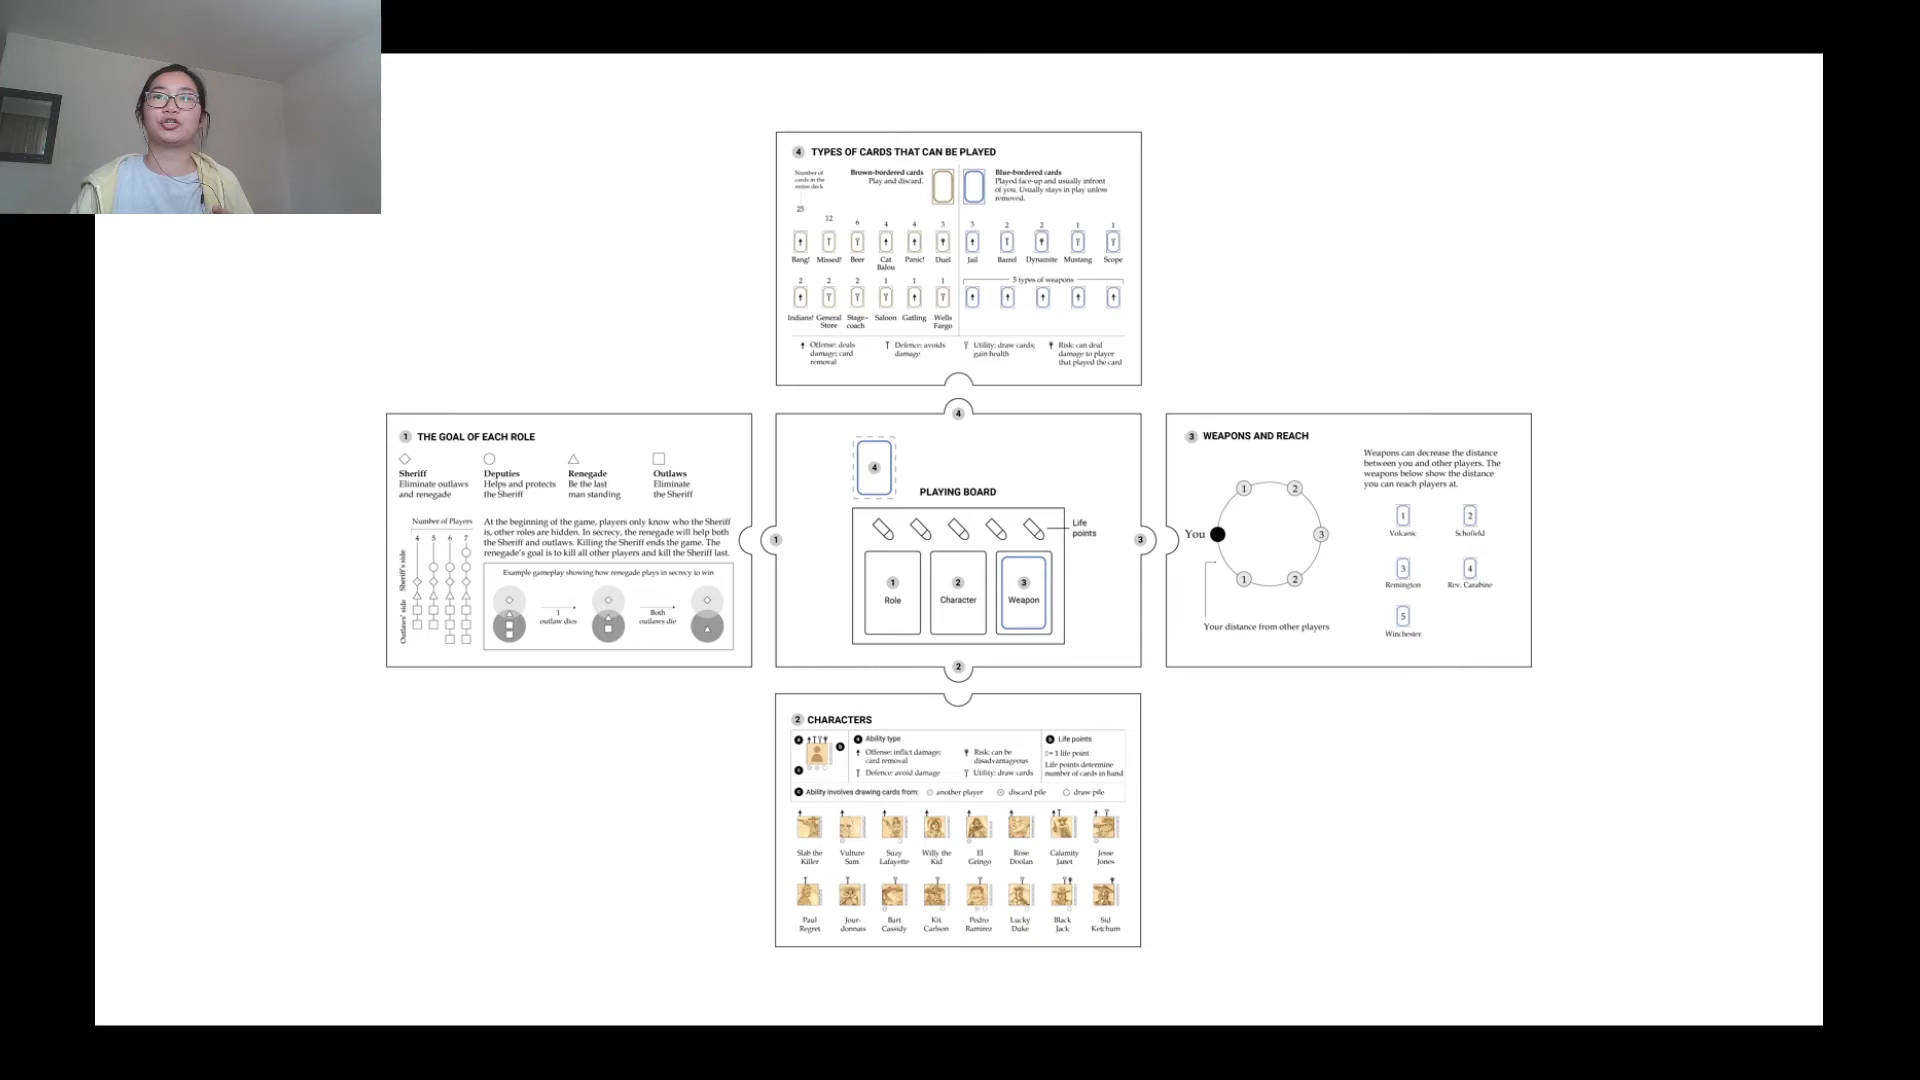 4 TYPES OF CARDS THAT CAN BE PLAYED
Number of
cards in the
entire deck
Brown-bordered cards
Play and discard.
Blue-bordered cards
Played face-up and usually infront
of you. Usually stays in play unless
removed.
25 12 6 4 4 3 3 2 2 1 1
Bang! Missed! Beer Cat Balou Panic! Duel Jail Barrel Dynamite Mustang Scope
5 types of weapons
2 2 2 1 1 1
Indians! General Store Stage-coach Saloon Gatling Wells Fargo
Offense: deals
damage; card
removal
Defence: avoids
damage
Utility: draw cards;
gain health
Risk: can deal
damage to player
that played the card
1 THE GOAL OF EACH ROLE
Sheriff
Eliminate outlaws
and renegade
Deputies
Helps and protects
the Sheriff
Renegade
Be the last
man standing
Outlaws
Eliminate
the Sheriff
Number of Players
4 5 6 7
Sheriff's side
Outlaws' side
At the beginning of the game, players only know who the Sheriff
is, other roles are hidden. In secrecy, the renegade will help both
the Sheriff and outlaws. Killing the Sheriff ends the game. The
renegade's goal is to kill all other players and kill the Sheriff last.
Example gameplay showing how renegade plays in secrecy to win
1
outlaw dies
Both
outlaws die
4
4
PLAYING BOARD
Life
points
1
3
1
Role
2
Character
3
Weapon
2
3 WEAPONS AND REACH
Weapons can decrease the distance
between you and other players. The
weapons below show the distance
you can reach players at.
You
1 2
3
1 2
Your distance from other players
1
Volcanic
2
Schofield
3
Remington
4
Rev. Carabine
5
Winchester
2 CHARACTERS
Ability type
Offense: inflict damage;
card removal
Risk: can be
disadvantageous
Defence: avoid damage
Utility: draw cards
Life points
= 1 life point
Life points determine
number of cards in hand
Ability involves drawing cards from: another player discard pile draw pile
Slab the Killer
Vulture Sam
Suzy Lafayette
Willy the Kid
El Gringo
Rose Doolan
Calamity Janet
Jesse Jones
Paul Regret
Jour-donnais
Bart Cassidy
Kit Carlson
Pedro Ramirez
Lucky Duke
Black Jack
Sid Ketchum